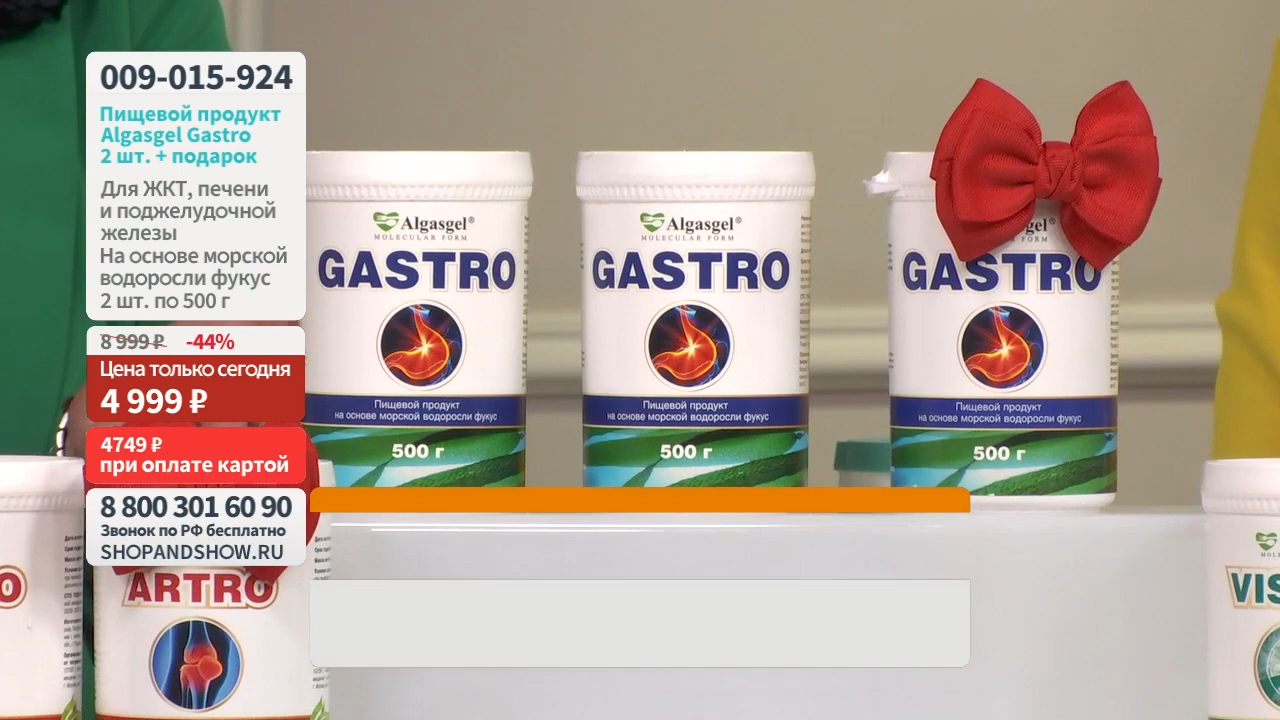 009-015-924
Пищевой продукт
Algasgel Gastro
2 шт. + подарок
Для ЖКТ, печени
и поджелудочной
железы
На основе морской
водоросли фукус
2 шт. по 500 г
8 999 ₽ -44%
Цена только сегодня
4 999 ₽
4749 ₽
при оплате картой
8 800 301 60 90
Звонок по РФ бесплатно
SHOPANDSHOW.RU
Algasgel®
MOLECULAR FORM
GASTRO
Пищевой продукт
на основе морской водоросли фукус
500 г
Algasgel®
MOLECULAR FORM
GASTRO
Пищевой продукт
на основе морской водоросли фукус
500 г
gel®
FORM
GASTRO
Пищевой продукт
на основе морской водоросли фукус
500 г
O
ARTRO
VIS